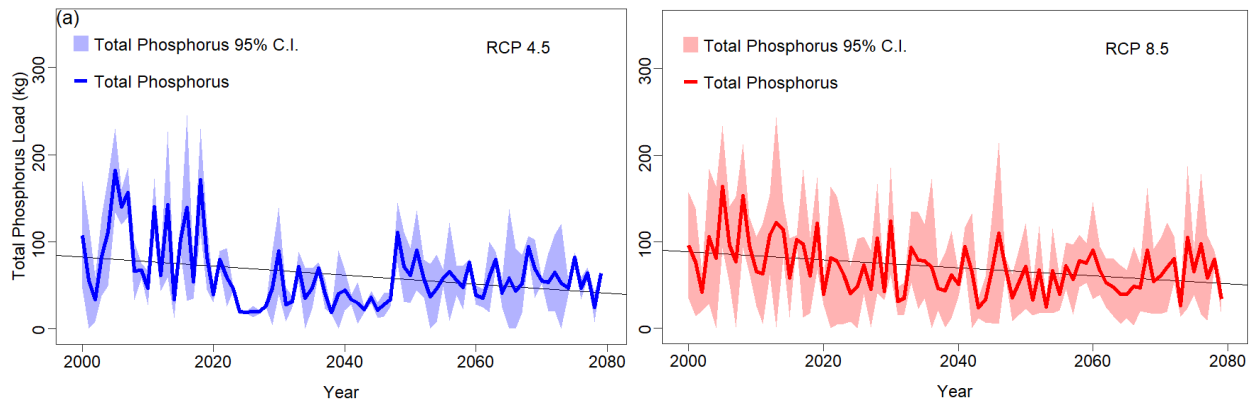 (a)
Total Phosphorus 95% C.I.
RCP 4.5
Total Phosphorus
Total Phosphorus Load (kg)
300
200
100
0
2000
2020
2040
2060
2080
Year
Total Phosphorus 95% C.I.
RCP 8.5
Total Phosphorus
300
200
100
0
2000
2020
2040
2060
2080
Year